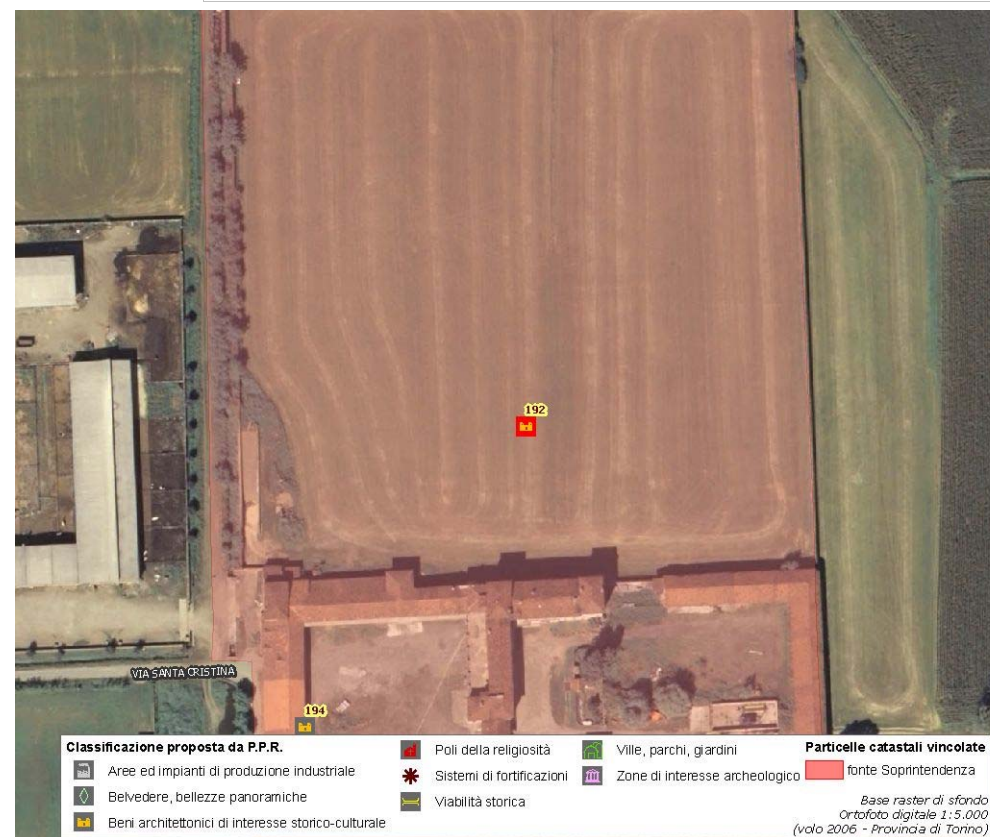 192
VIA SANTA CRISTINA
194
Classificazione proposta da P.P.R.
Aree ed impianti di produzione industriale
Belvedere, bellezze panoramiche
Beni architettonici di interesse storico-culturale
Poli della religiosità
Sistemi di fortificazioni
Viabilità storica
Ville, parchi, giardini
Zone di interesse archeologico
Particelle catastali vincolate
fonte Soprintendenza
Base raster di sfondo
Ortofoto digitale 1:5.000
(volo 2006 - Provincia di Torino)